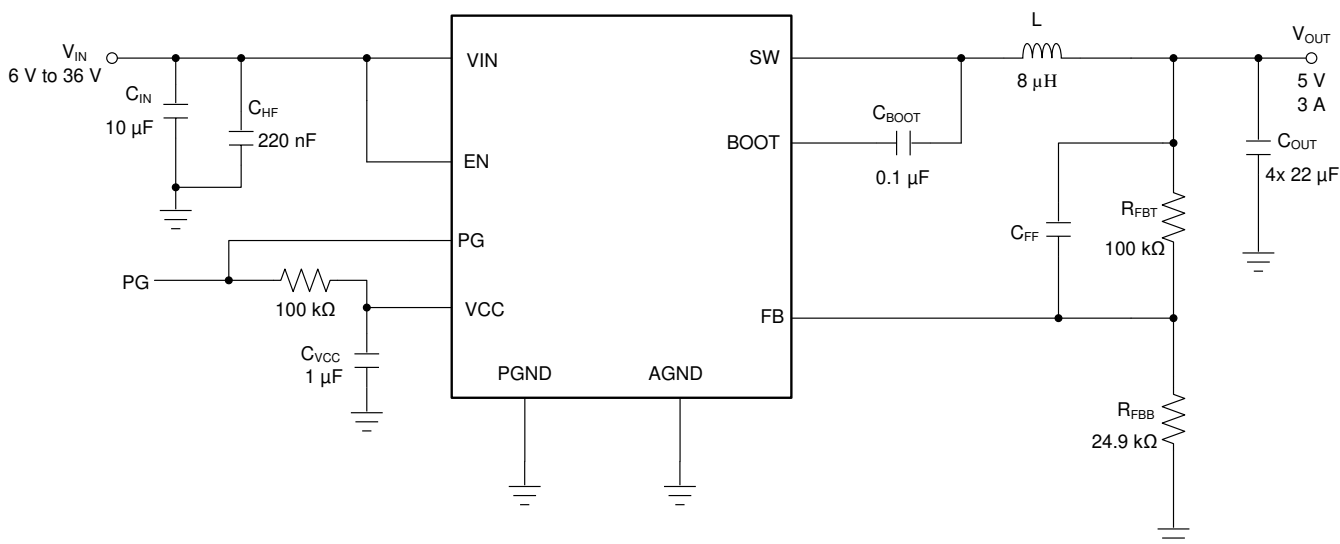 V_IN
6 V to 36 V
C_IN
10 µF
C_HF
220 nF
VIN
EN
PG
PG
100 kΩ
VCC
C_VCC
1 µF
PGND
AGND
SW
BOOT
FB
C_BOOT
0.1 µF
L
8 µH
C_FF
R_FBT
100 kΩ
R_FBB
24.9 kΩ
V_OUT
5 V
3 A
C_OUT
4x 22 µF